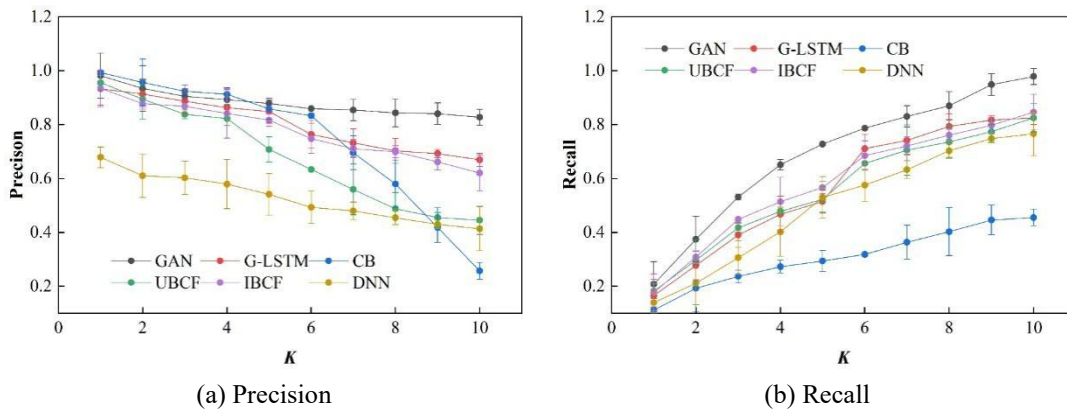 1.2
1.0
0.8
0.6
0.4
0.2
Precison
GAN G-LSTM CB
UBCF IBCF DNN
0 2 4 6 8 10
K
(a) Precision
1.2
1.0
0.8
0.6
0.4
0.2
Recall
GAN G-LSTM CB
UBCF IBCF DNN
0 2 4 6 8 10
K
(b) Recall